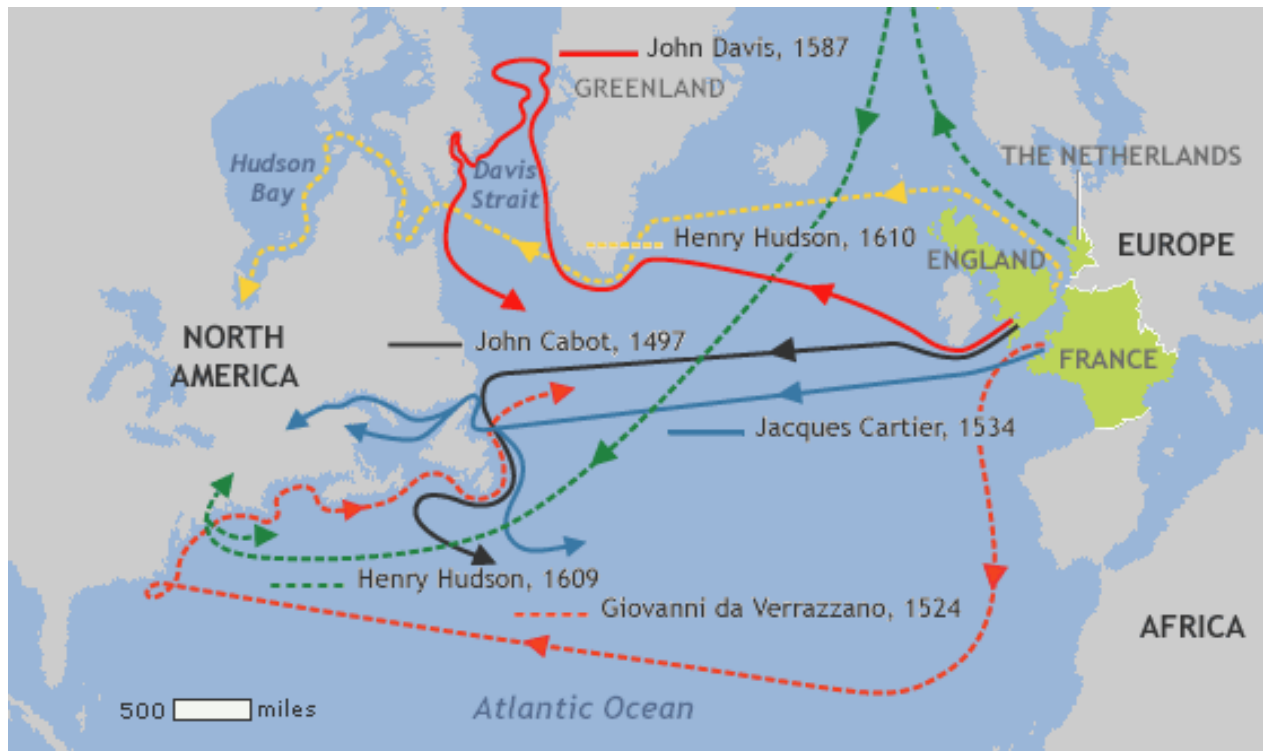 John Davis, 1587
GREENLAND
THE NETHERLANDS
Hudson
Bay
Davis
Strait
Henry Hudson, 1610
ENGLAND
EUROPE
NORTH
AMERICA
John Cabot, 1497
FRANCE
Jacques Cartier, 1534
Henry Hudson, 1609
Giovanni da Verrazzano, 1524
AFRICA
500 miles
Atlantic Ocean